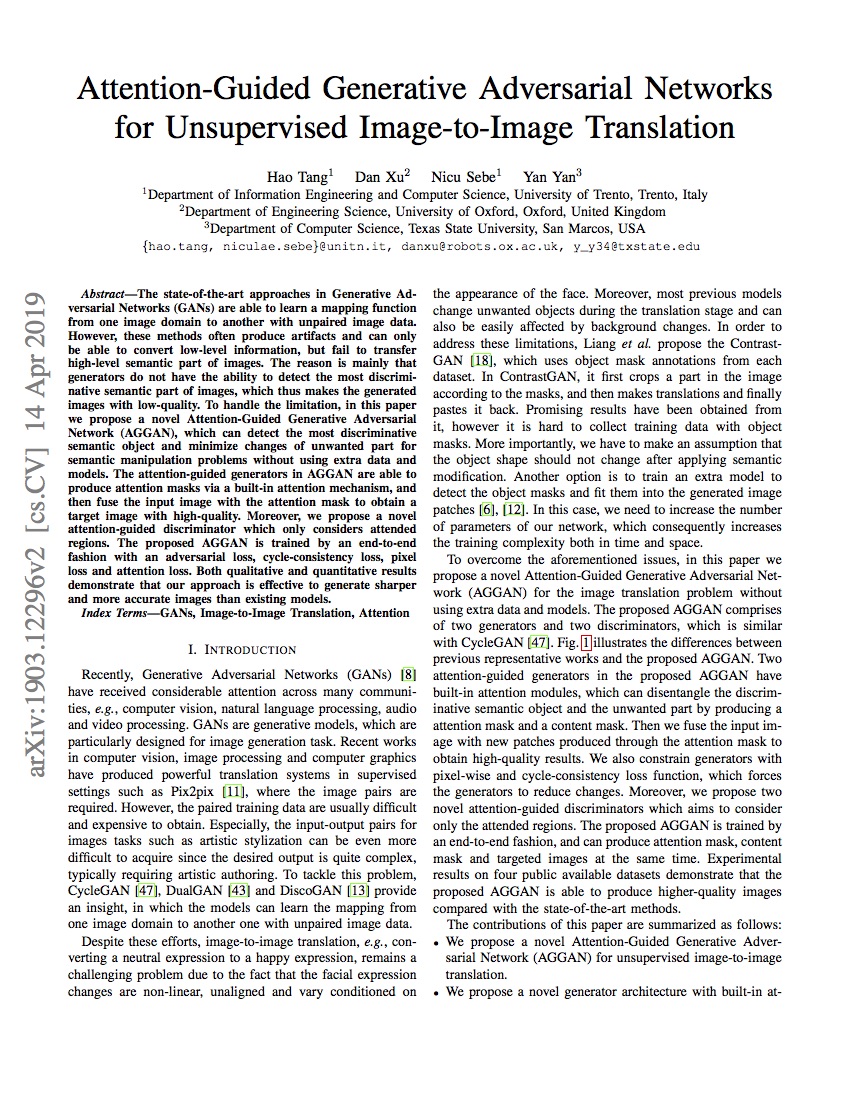 Attention-Guided Generative Adversarial Networks
for Unsupervised Image-to-Image Translation
Hao Tang1 Dan Xu2 Nicu Sebe1 Yan Yan3
1Department of Information Engineering and Computer Science, University of Trento, Trento, Italy
2Department of Engineering Science, University of Oxford, Oxford, United Kingdom
3Department of Computer Science, Texas State University, San Marcos, USA
{hao.tang, niculae.sebe}@unitn.it, danxu@robots.ox.ac.uk, y_y34@txstate.edu
arXiv:1903.12296v2 [cs.CV] 14 Apr 2019
Abstract—The state-of-the-art approaches in Generative Ad-
versarial Networks (GANs) are able to learn a mapping function
from one image domain to another with unpaired image data.
However, these methods often produce artifacts and can only
be able to convert low-level information, but fail to transfer
high-level semantic part of images. The reason is mainly that
generators do not have the ability to detect the most discrimi-
native semantic part of images, which thus makes the generated
images with low-quality. To handle the limitation, in this paper
we propose a novel Attention-Guided Generative Adversarial
Network (AGGAN), which can detect the most discriminative
semantic object and minimize changes of unwanted part for
semantic manipulation problems without using extra data and
models. The attention-guided generators in AGGAN are able to
produce attention masks via a built-in attention mechanism, and
then fuse the input image with the attention mask to obtain a
target image with high-quality. Moreover, we propose a novel
attention-guided discriminator which only considers attended
regions. The proposed AGGAN is trained by an end-to-end
fashion with an adversarial loss, cycle-consistency loss, pixel
loss and attention loss. Both qualitative and quantitative results
demonstrate that our approach is effective to generate sharper
and more accurate images than existing models.
Index Terms—GANs, Image-to-Image Translation, Attention
I. INTRODUCTION
Recently, Generative Adversarial Networks (GANs) [8]
have received considerable attention across many communi-
ties, e.g., computer vision, natural language processing, audio
and video processing. GANs are generative models, which are
particularly designed for image generation task. Recent works
in computer vision, image processing and computer graphics
have produced powerful translation systems in supervised
settings such as Pix2pix [11], where the image pairs are
required. However, the paired training data are usually difficult
and expensive to obtain. Especially, the input-output pairs for
images tasks such as artistic stylization can be even more
difficult to acquire since the desired output is quite complex,
typically requiring artistic authoring. To tackle this problem,
CycleGAN [47], DualGAN [43] and DiscoGAN [13] provide
an insight, in which the models can learn the mapping from
one image domain to another one with unpaired image data.
Despite these efforts, image-to-image translation, e.g., con-
verting a neutral expression to a happy expression, remains a
challenging problem due to the fact that the facial expression
changes are non-linear, unaligned and vary conditioned on
the appearance of the face. Moreover, most previous models
change unwanted objects during the translation stage and can
also be easily affected by background changes. In order to
address these limitations, Liang et al. propose the Contrast-
GAN [18], which uses object mask annotations from each
dataset. In ContrastGAN, it first crops a part in the image
according to the masks, and then makes translations and finally
pastes it back. Promising results have been obtained from
it, however it is hard to collect training data with object
masks. More importantly, we have to make an assumption that
the object shape should not change after applying semantic
modification. Another option is to train an extra model to
detect the object masks and fit them into the generated image
patches [6], [12]. In this case, we need to increase the number
of parameters of our network, which consequently increases
the training complexity both in time and space.
To overcome the aforementioned issues, in this paper we
propose a novel Attention-Guided Generative Adversarial Net-
work (AGGAN) for the image translation problem without
using extra data and models. The proposed AGGAN comprises
of two generators and two discriminators, which is similar
with CycleGAN [47]. Fig. 1 illustrates the differences between
previous representative works and the proposed AGGAN. Two
attention-guided generators in the proposed AGGAN have
built-in attention modules, which can disentangle the discrim-
inative semantic object and the unwanted part by producing a
attention mask and a content mask. Then we fuse the input im-
age with new patches produced through the attention mask to
obtain high-quality results. We also constrain generators with
pixel-wise and cycle-consistency loss function, which forces
the generators to reduce changes. Moreover, we propose two
novel attention-guided discriminators which aims to consider
only the attended regions. The proposed AGGAN is trained by
an end-to-end fashion, and can produce attention mask, content
mask and targeted images at the same time. Experimental
results on four public available datasets demonstrate that the
proposed AGGAN is able to produce higher-quality images
compared with the state-of-the-art methods.
The contributions of this paper are summarized as follows:
• We propose a novel Attention-Guided Generative Adver-
sarial Network (AGGAN) for unsupervised image-to-image
translation.
• We propose a novel generator architecture with built-in at-